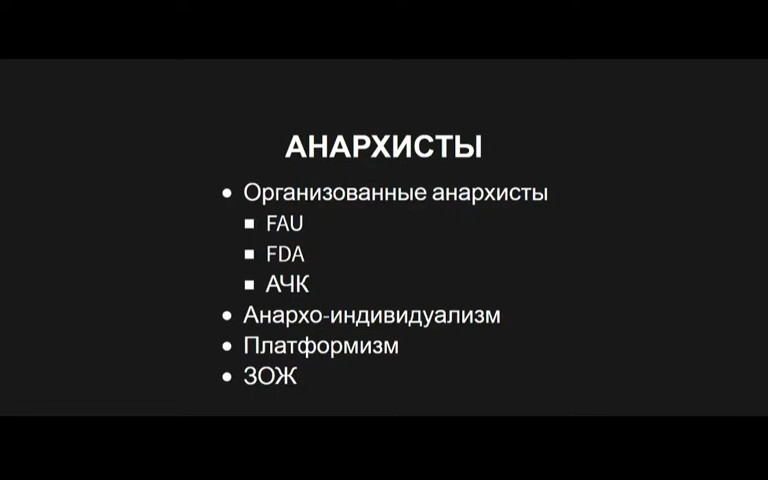 АНАРХИСТЫ
Организованные анархисты
FAU
FDA
АЧК
Анархо-индивидуализм
Платформизм
ЗОЖ